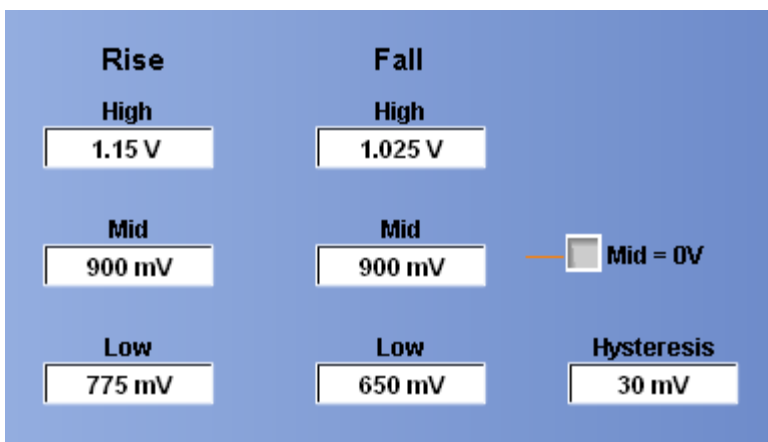 Rise Fall
High High
1.15 V 1.025 V
Mid Mid
900 mV 900 mV Mid = 0V
Low Low Hysteresis
775 mV 650 mV 30 mV